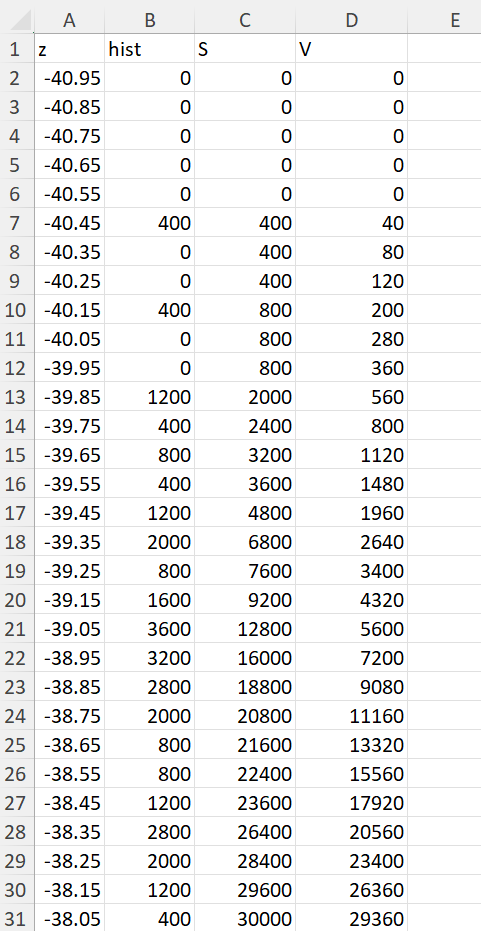 A B C D E
1 z hist S V
2 -40.95 0 0 0
3 -40.85 0 0 0
4 -40.75 0 0 0
5 -40.65 0 0 0
6 -40.55 0 0 0
7 -40.45 400 400 40
8 -40.35 0 400 80
9 -40.25 0 400 120
10 -40.15 400 800 200
11 -40.05 0 800 280
12 -39.95 0 800 360
13 -39.85 1200 2000 560
14 -39.75 400 2400 800
15 -39.65 800 3200 1120
16 -39.55 400 3600 1480
17 -39.45 1200 4800 1960
18 -39.35 2000 6800 2640
19 -39.25 800 7600 3400
20 -39.15 1600 9200 4320
21 -39.05 3600 12800 5600
22 -38.95 3200 16000 7200
23 -38.85 2800 18800 9080
24 -38.75 2000 20800 11160
25 -38.65 800 21600 13320
26 -38.55 800 22400 15560
27 -38.45 1200 23600 17920
28 -38.35 2800 26400 20560
29 -38.25 2000 28400 23400
30 -38.15 1200 29600 26360
31 -38.05 400 30000 29360